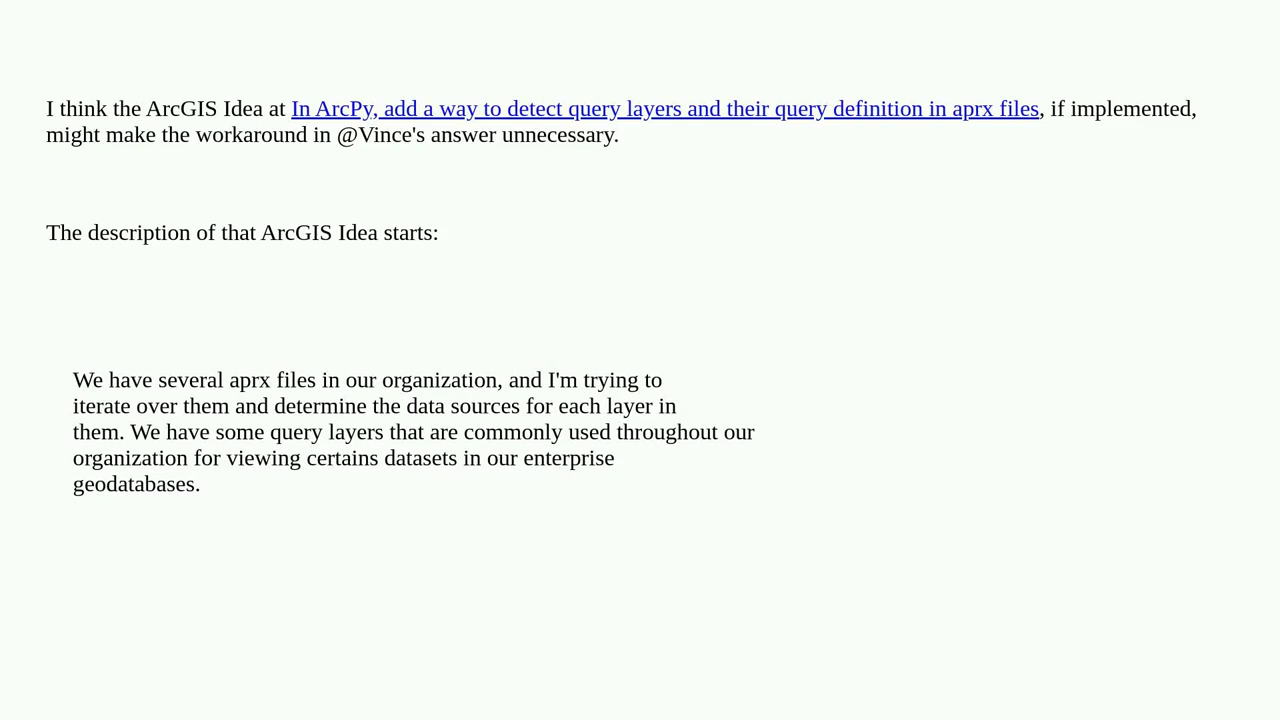 I think the ArcGIS Idea at In ArcPy, add a way to detect query layers and their query definition in aprx files, if implemented,
might make the workaround in @Vince's answer unnecessary.
The description of that ArcGIS Idea starts:
We have several aprx files in our organization, and I'm trying to
iterate over them and determine the data sources for each layer in
them. We have some query layers that are commonly used throughout our
organization for viewing certains datasets in our enterprise
geodatabases.